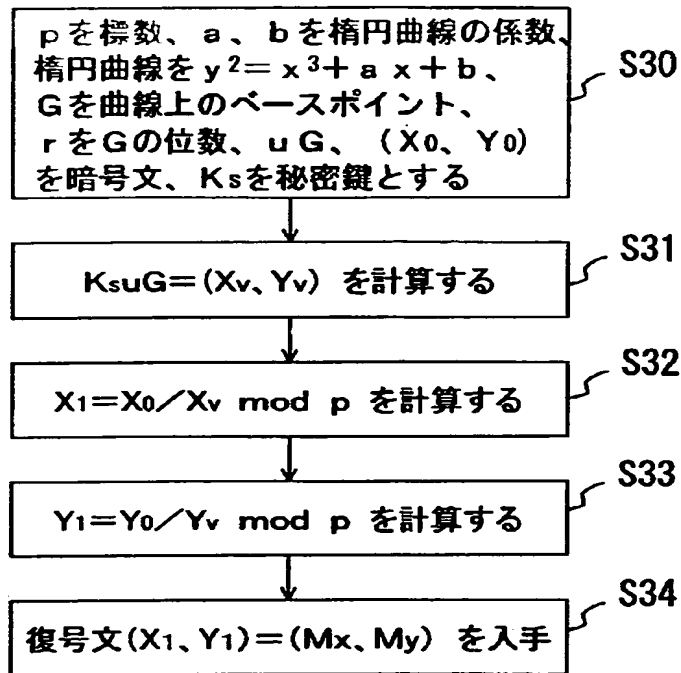 pを標数、a、bを楕円曲線の係数、
楕円曲線をy²=x³+ax+b、
Gを曲線上のベースポイント、
rをGの位数、uG、(X0、Y0)
を暗号文、Ksを秘密鍵とする
S30
KsuG=(Xv、Yv) を計算する
S31
X1=X0/Xv mod p を計算する
S32
Y1=Y0/Yv mod p を計算する
S33
復号文(X1、Y1)=(Mx、My) を入手
S34